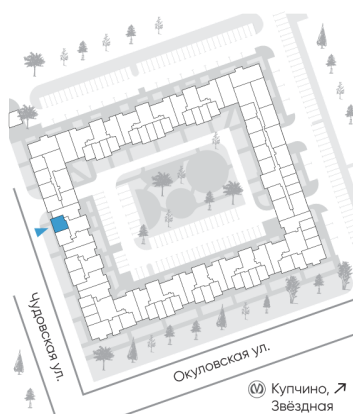 Чудовская ул.
Окуловская ул.
М Купчино, ↗
Звёздная